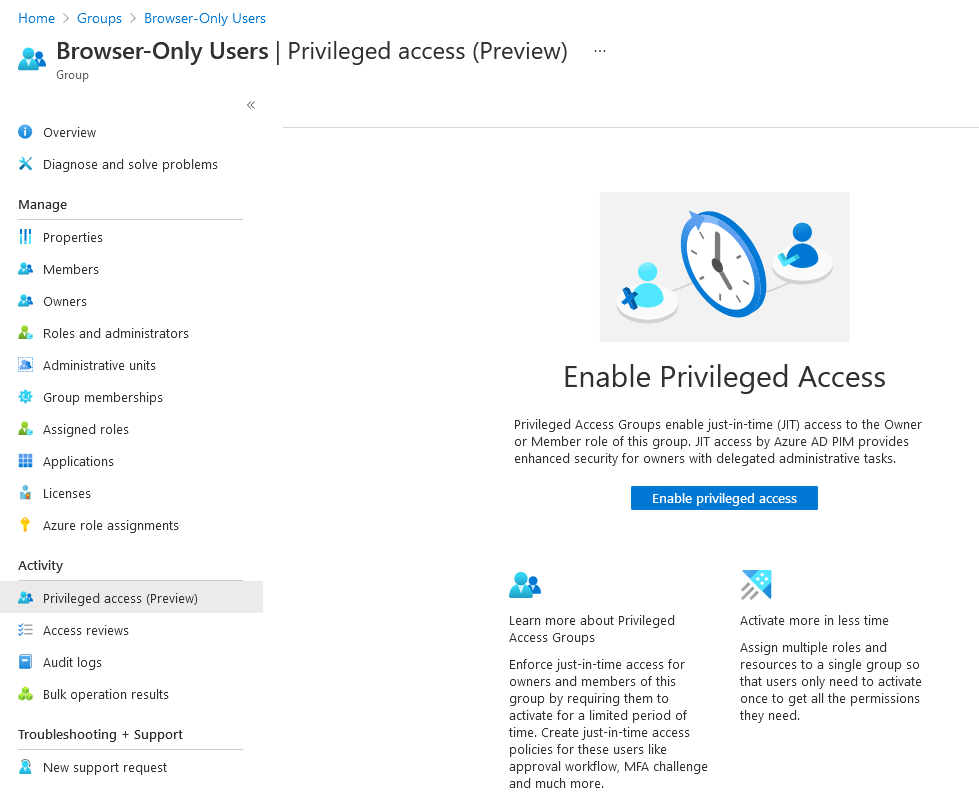 Home > Groups > Browser-Only Users
Browser-Only Users | Privileged access (Preview) ...
Group
«
Overview
Diagnose and solve problems
Manage
Properties
Members
Owners
Roles and administrators
Administrative units
Group memberships
Assigned roles
Applications
Licenses
Azure role assignments
Activity
Privileged access (Preview)
Access reviews
Audit logs
Bulk operation results
Troubleshooting + Support
New support request
Enable Privileged Access
Privileged Access Groups enable just-in-time (JIT) access to the Owner
or Member role of this group. JIT access by Azure AD PIM provides
enhanced security for owners with delegated administrative tasks.
Enable privileged access
Learn more about Privileged
Access Groups
Enforce just-in-time access for
owners and members of this
group by requiring them to
activate for a limited period of
time. Create just-in-time access
policies for these users like
approval workflow, MFA challenge
and much more.
Activate more in less time
Assign multiple roles and
resources to a single group so
that users only need to activate
once to get all the permissions
they need.